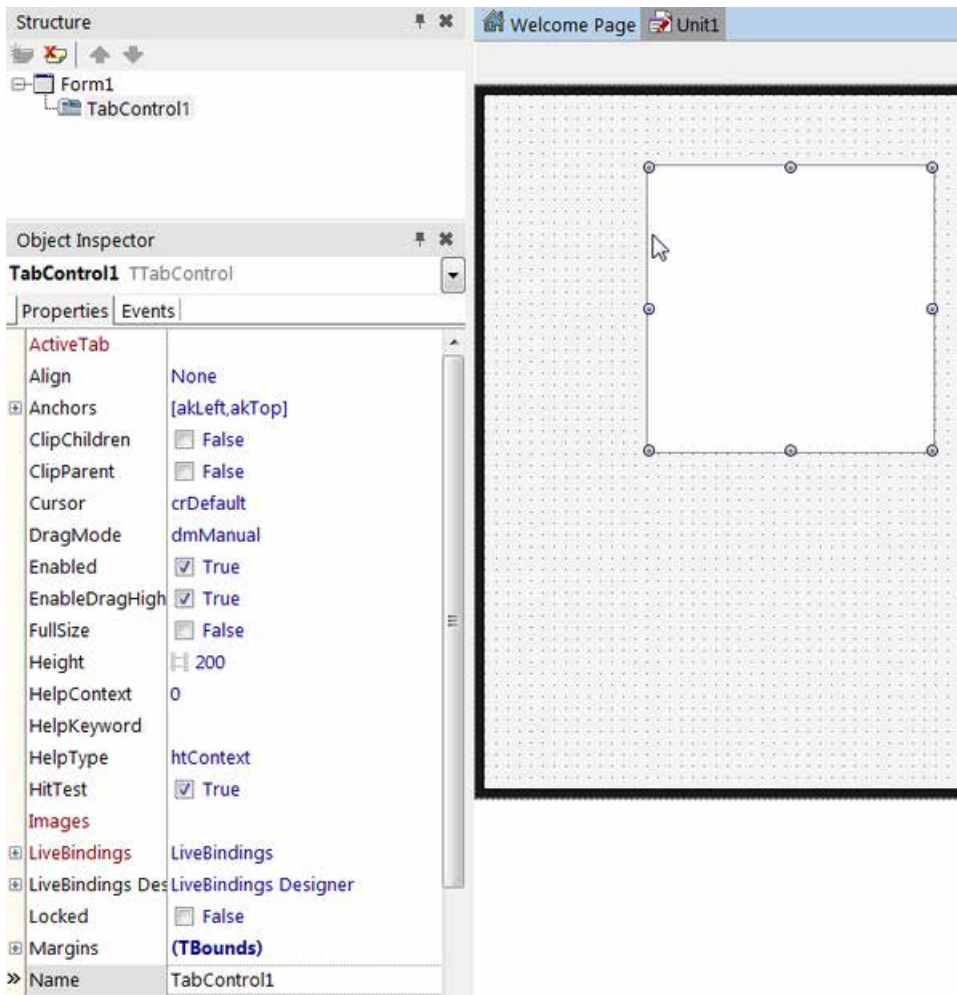 Structure
Welcome Page Unit1
Form1
TabControl1
Object Inspector
TabControl1 TTabControl
Properties Events
ActiveTab
Align None
Anchors [akLeft,akTop]
ClipChildren False
ClipParent False
Cursor crDefault
DragMode dmManual
Enabled True
EnableDragHigh True
FullSize False
Height 200
HelpContext 0
HelpKeyword
HelpType htContext
HitTest True
Images
LiveBindings LiveBindings
LiveBindings Des LiveBindings Designer
Locked False
Margins (TBounds)
Name TabControl1